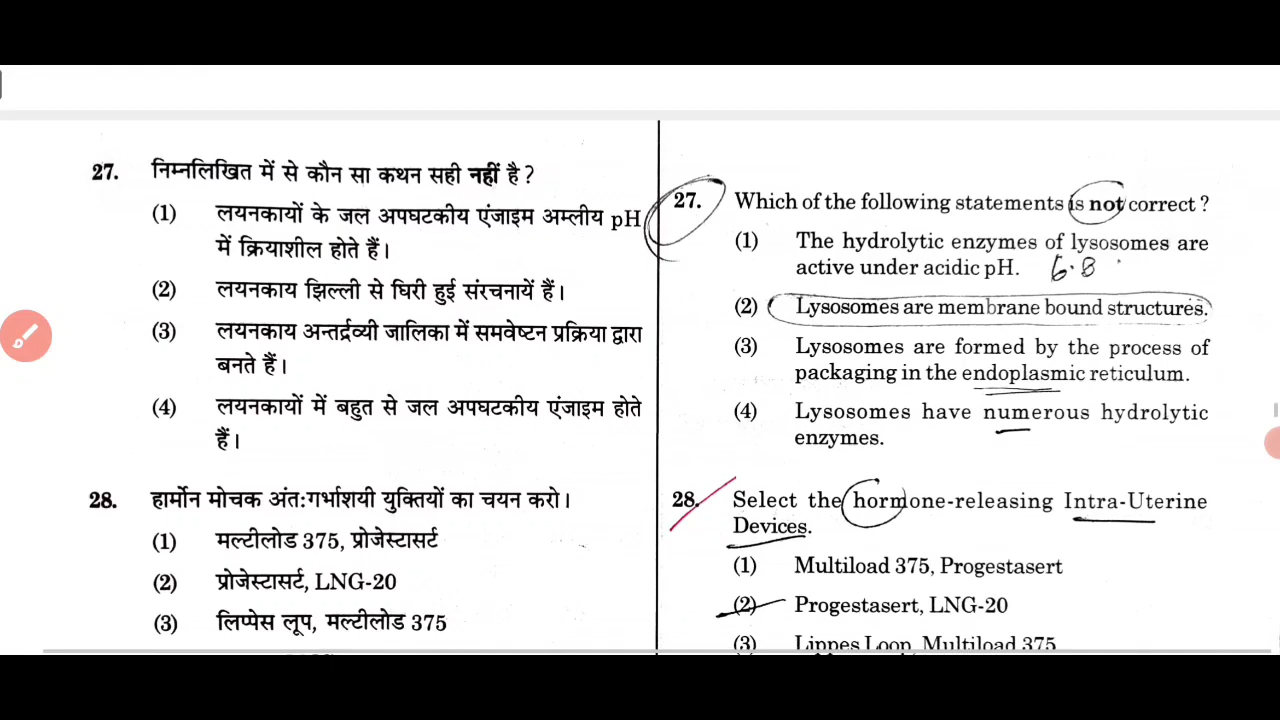 27. निम्नलिखित में से कौन सा कथन सही नहीं है ?
(1) लयनकायों के जल अपघटकीय एंजाइम अम्लीय pH
में क्रियाशील होते हैं।
(2) लयनकाय झिल्ली से घिरी हुई संरचनायें हैं।
(3) लयनकाय अन्तर्द्रव्यी जालिका में समवेष्टन प्रक्रिया द्वारा
बनते हैं।
(4) लयनकायों में बहुत से जल अपघटकीय एंजाइम होते
हैं।
28. हार्मोन मोचक अंत:गर्भाशयी युक्तियों का चयन करो।
(1) मल्टीलोड 375, प्रोजेस्टासर्ट
(2) प्रोजेस्टासर्ट, LNG-20
(3) लिप्पेस लूप, मल्टीलोड 375
27. Which of the following statements is not correct ?
(1) The hydrolytic enzymes of lysosomes are
active under acidic pH. 6.8
(2) Lysosomes are membrane bound structures.
(3) Lysosomes are formed by the process of
packaging in the endoplasmic reticulum.
(4) Lysosomes have numerous hydrolytic
enzymes.
28. Select the hormone-releasing Intra-Uterine
Devices.
(1) Multiload 375, Progestasert
(2) Progestasert, LNG-20
(3) Lippes Loop, Multiload 375